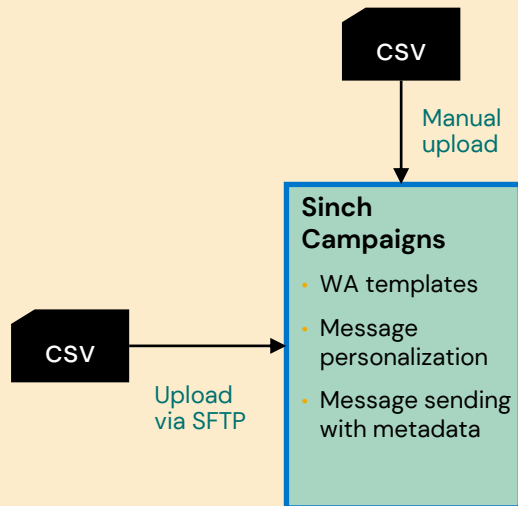 CSV
Manual
upload
Sinch
Campaigns
• WA templates
• Message
personalization
• Message sending
with metadata
CSV
Upload
via SFTP